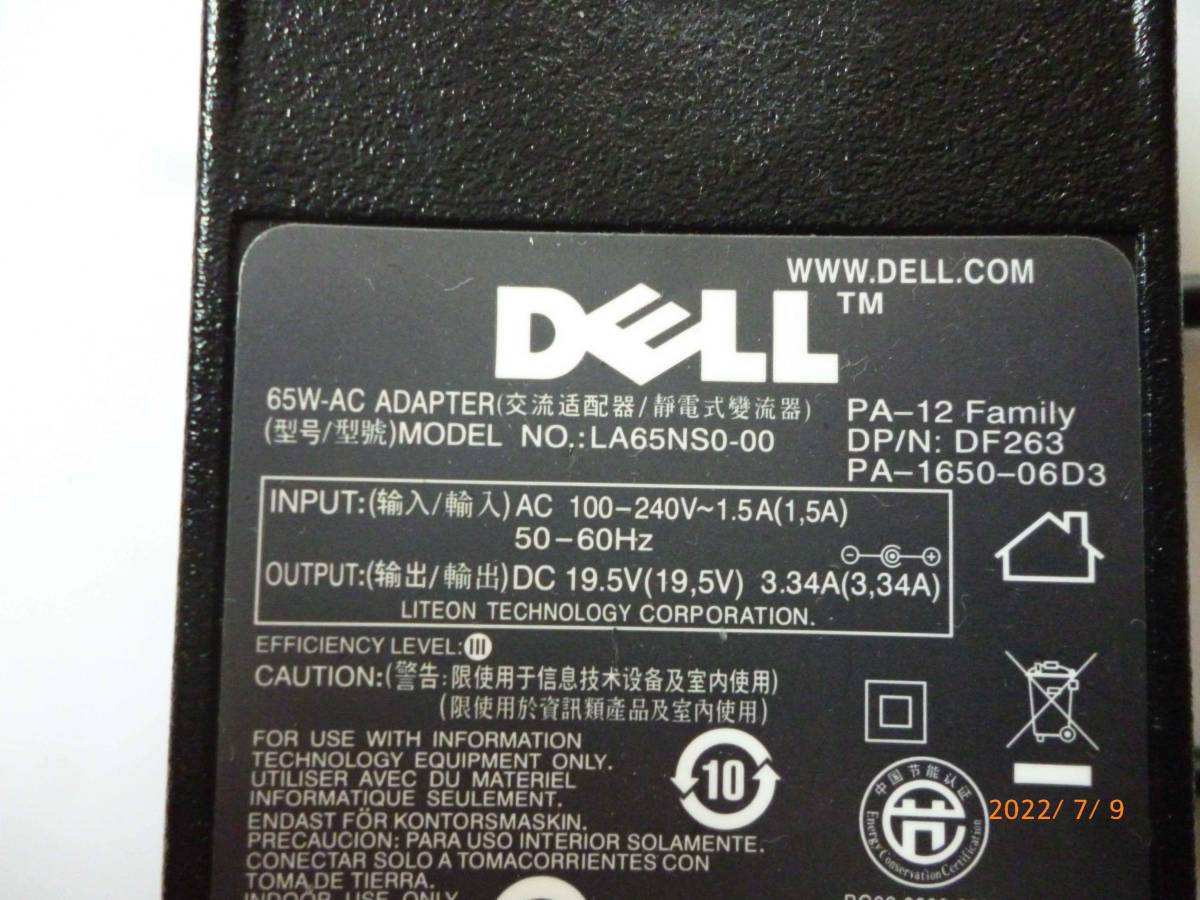 WWW.DELL.COM
DELL™
65W-AC ADAPTER(交流适配器/靜電式變流器)
(型号/型號)MODEL NO.:LA65NS0-00
PA-12 Family
DP/N: DF263
PA-1650-06D3
INPUT:(输入/輸入)AC 100-240V~1.5A(1,5A)
50-60Hz
OUTPUT:(输出/輸出)DC 19.5V(19,5V) 3.34A(3,34A)
LITEON TECHNOLOGY CORPORATION.
EFFICIENCY LEVEL:III
CAUTION:(警告:限使用于信息技术设备及室内使用)
(限使用於資訊類產品及室內使用)
FOR USE WITH INFORMATION
TECHNOLOGY EQUIPMENT ONLY.
UTILISER AVEC DU MATERIEL
INFORMATIQUE SEULEMENT.
ENDAST FÖR KONTORSMASKIN.
PRECAUCION: PARA USO INTERIOR SOLAMENTE.
CONECTAR SOLO A TOMACORRIENTES CON
TOMA DE TIERRA.
INDOOR USE ONLY
10
中国节能认证
Energy Conservation Certification
2022/ 7/ 9